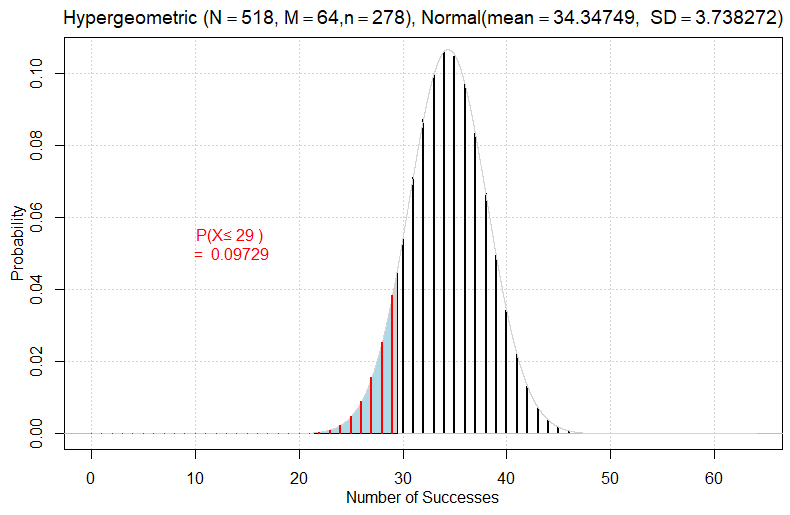 Hypergeometric (N = 518, M = 64,n = 278), Normal(mean = 34.34749,  SD = 3.738272)
0.10
0.08
0.06
0.04
0.02
0.00
Probability
P(X≤ 29 )
=  0.09729
0 10 20 30 40 50 60
Number of Successes